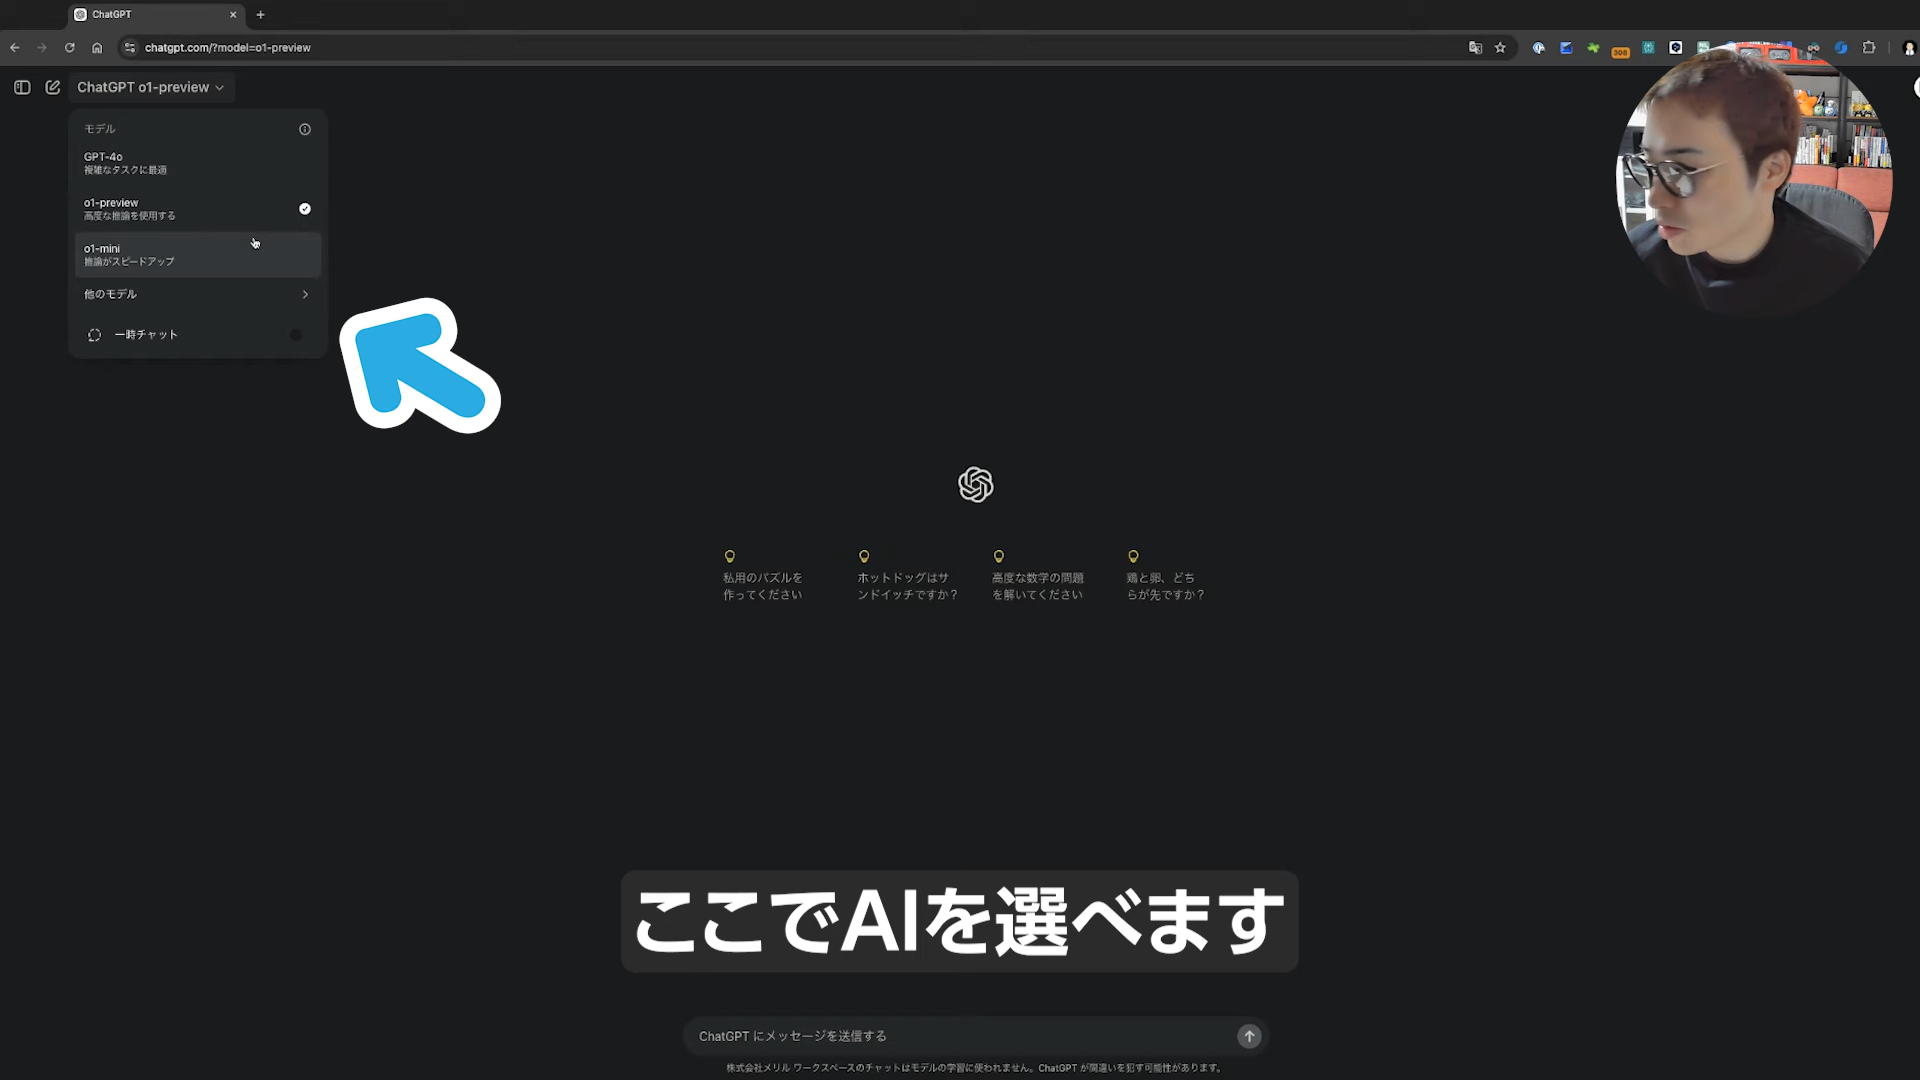 ChatGPT
chatgpt.com/?model=o1-preview
308
ChatGPT o1-preview
モデル
GPT-4o
複雑なタスクに最適
o1-preview
高度な推論を使用する
o1-mini
推論がスピードアップ
他のモデル
一時チャット
私用のパズルを
作ってください
ホットドッグはサ
ンドイッチですか？
高度な数学の問題
を解いてください
鶏と卵、どち
らが先ですか？
ここでAIを選べます
ChatGPT にメッセージを送信する
株式会社メリル ワークスペースのチャットはモデルの学習に使われません。ChatGPT が間違いを犯す可能性があります。